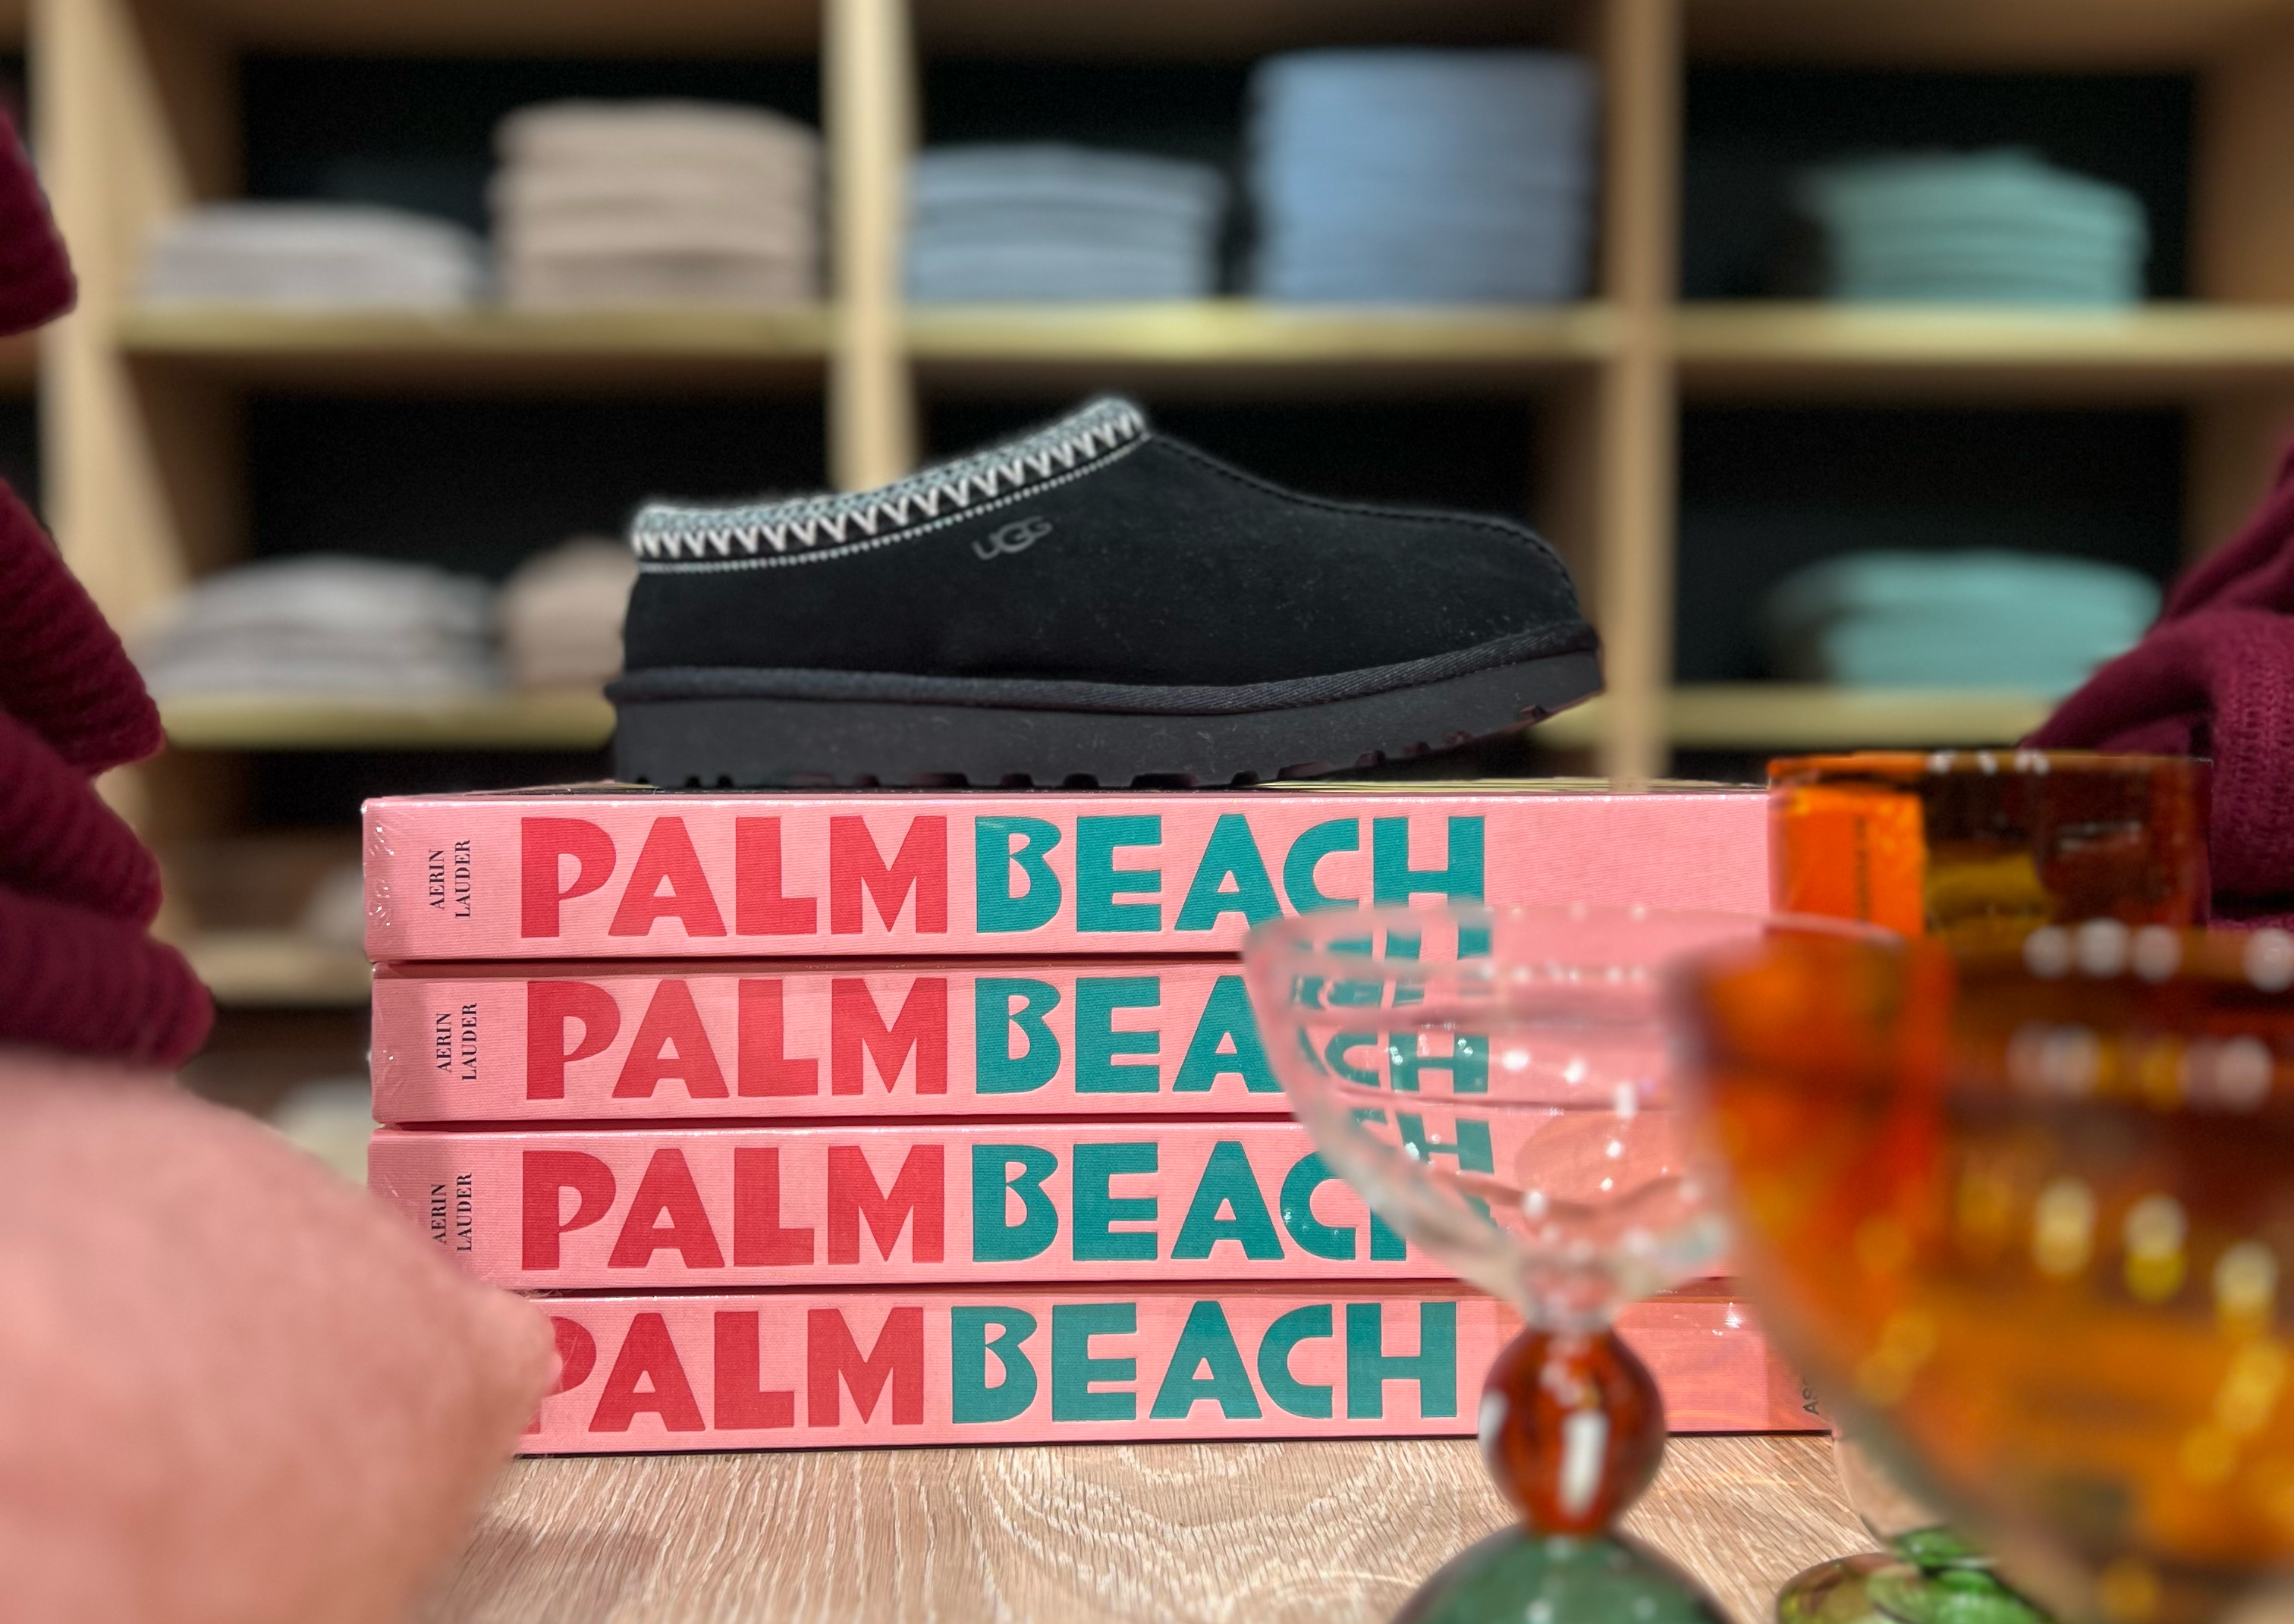 UGG
AERIN
LAUDER
PALM BEACH
AERIN
LAUDER
PALM BEACH
AERIN
LAUDER
PALM BEACH
PALM BEACH